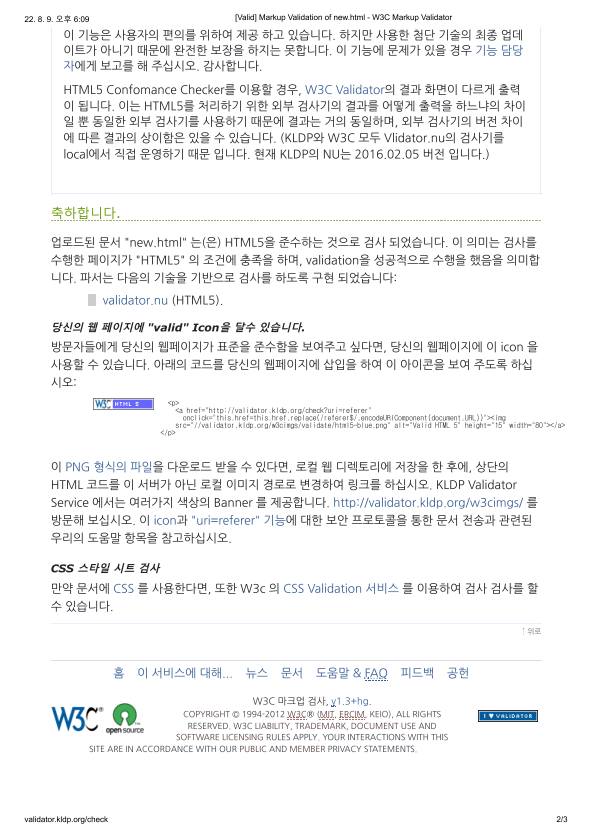 22. 8. 9. 오후 6:09
[Valid] Markup Validation of new.html - W3C Markup Validator
이 기능은 사용자의 편의를 위하여 제공 하고 있습니다. 하지만 사용한 첨단 기술의 최종 업데
이트가 아니기 때문에 완전한 보장을 하지는 못합니다. 이 기능에 문제가 있을 경우 기능 담당
자에게 보고를 해 주십시오. 감사합니다.
HTML5 Confomance Checker를 이용할 경우, W3C Validator의 결과 화면이 다르게 출력
이 됩니다. 이는 HTML5를 처리하기 위한 외부 검사기의 결과를 어떻게 출력을 하느냐의 차이
일 뿐 동일한 외부 검사기를 사용하기 때문에 결과는 거의 동일하며, 외부 검사기의 버전 차이
에 따른 결과의 상이함은 있을 수 있습니다. (KLDP와 W3C 모두 Vlidator.nu의 검사기를
local에서 직접 운영하기 때문 입니다. 현재 KLDP의 NU는 2016.02.05 버전 입니다.)
축하합니다.
업로드된 문서 "new.html" 는(은) HTML5을 준수하는 것으로 검사 되었습니다. 이 의미는 검사를
수행한 페이지가 "HTML5" 의 조건에 충족을 하며, validation을 성공적으로 수행을 했음을 의미합
니다. 파서는 다음의 기술을 기반으로 검사를 하도록 구현 되었습니다:
validator.nu (HTML5).
당신의 웹 페이지에 "valid" Icon을 달수 있습니다.
방문자들에게 당신의 웹페이지가 표준을 준수함을 보여주고 싶다면, 당신의 웹페이지에 이 icon 을
사용할 수 있습니다. 아래의 코드를 당신의 웹페이지에 삽입을 하여 이 아이콘을 보여 주도록 하십
시오:
W3C HTML 5
<p>
<a href="http://validator.kldp.org/check?uri=referer"
onclick="this.href=this.href.replace(/referer$/,encodeURIComponent(document.URL))"><img
src="//validator.kldp.org/w3cimgs/validate/html5-blue.png" alt="Valid HTML 5" height="15" width="80"></a>
</p>
이 PNG 형식의 파일을 다운로드 받을 수 있다면, 로컬 웹 디렉토리에 저장을 한 후에, 상단의
HTML 코드를 이 서버가 아닌 로컬 이미지 경로로 변경하여 링크를 하십시오. KLDP Validator
Service 에서는 여러가지 색상의 Banner 를 제공합니다. http://validator.kldp.org/w3cimgs/ 를
방문해 보십시오. 이 icon과 "uri=referer" 기능에 대한 보안 프로토콜을 통한 문서 전송과 관련된
우리의 도움말 항목을 참고하십시오.
CSS 스타일 시트 검사
만약 문서에 CSS 를 사용한다면, 또한 W3c 의 CSS Validation 서비스 를 이용하여 검사 검사를 할
수 있습니다.
↑ 위로
홈 이 서비스에 대해... 뉴스 문서 도움말 & FAQ 피드백 공헌
W3C®
open source
W3C 마크업 검사, v1.3+hg.
COPYRIGHT © 1994-2012 W3C® (MIT, ERCIM, KEIO), ALL RIGHTS
RESERVED. W3C LIABILITY, TRADEMARK, DOCUMENT USE AND
SOFTWARE LICENSING RULES APPLY. YOUR INTERACTIONS WITH THIS
SITE ARE IN ACCORDANCE WITH OUR PUBLIC AND MEMBER PRIVACY STATEMENTS.
I ♥ VALIDATOR
validator.kldp.org/check
2/3